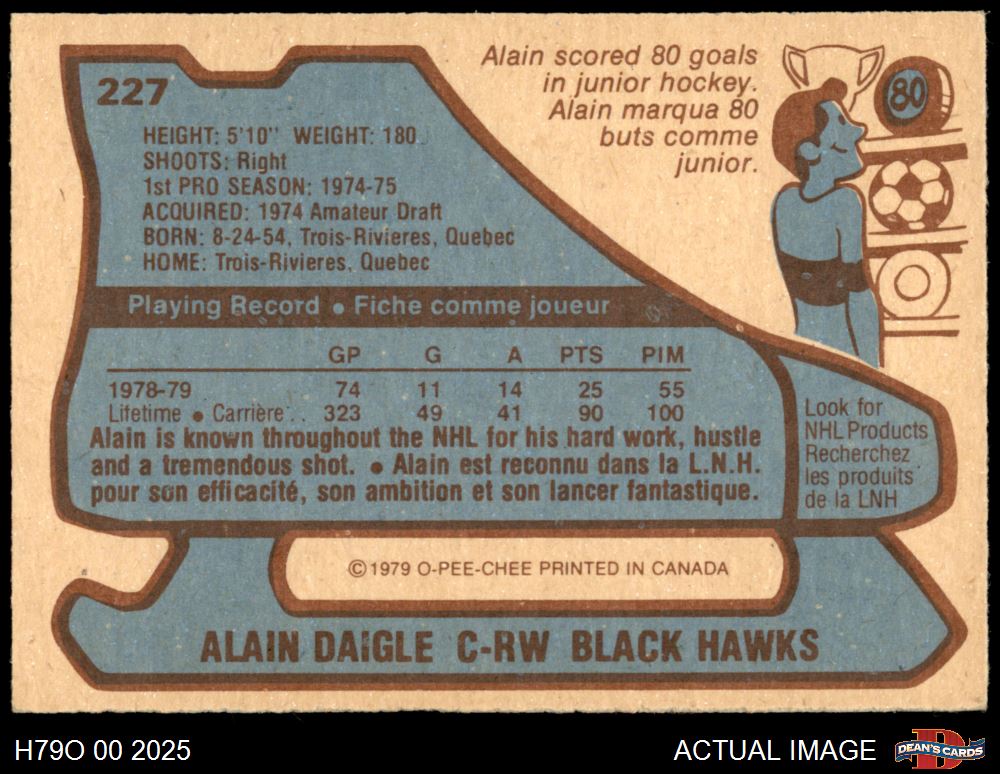 227
Alain scored 80 goals
in junior hockey.
Alain marqua 80
buts comme
junior.
80
HEIGHT: 5'10" WEIGHT: 180
SHOOTS: Right
1st PRO SEASON: 1974-75
ACQUIRED: 1974 Amateur Draft
BORN: 8-24-54, Trois-Rivieres, Quebec
HOME: Trois-Rivieres, Quebec
Playing Record • Fiche comme joueur
GP G A PTS PIM
1978-79 74 11 14 25 55
Lifetime • Carrière.. 323 49 41 90 100
Alain is known throughout the NHL for his hard work, hustle
and a tremendous shot. • Alain est reconnu dans la L.N.H.
pour son efficacité, son ambition et son lancer fantastique.
Look for
NHL Products
Recherchez
les produits
de la LNH
©1979 O-PEE-CHEE PRINTED IN CANADA
ALAIN DAIGLE C-RW BLACK HAWKS
H79O 00 2025
ACTUAL IMAGE
D
DEAN'S CARDS